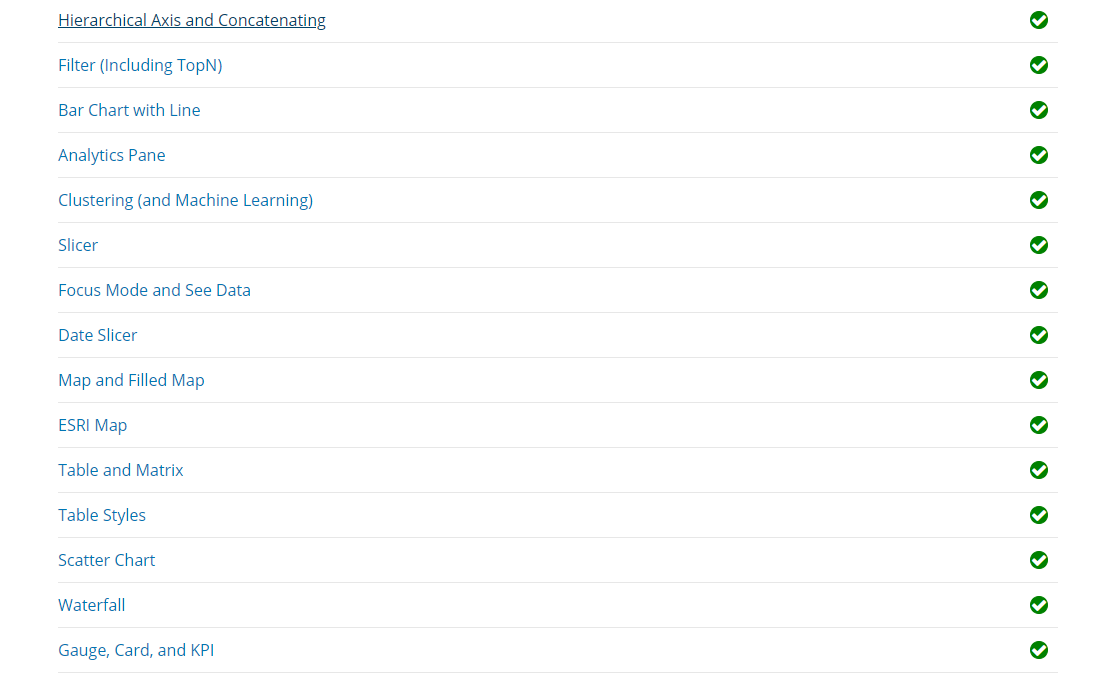 Hierarchical Axis and Concatenating
Filter (Including TopN)
Bar Chart with Line
Analytics Pane
Clustering (and Machine Learning)
Slicer
Focus Mode and See Data
Date Slicer
Map and Filled Map
ESRI Map
Table and Matrix
Table Styles
Scatter Chart
Waterfall
Gauge, Card, and KPI